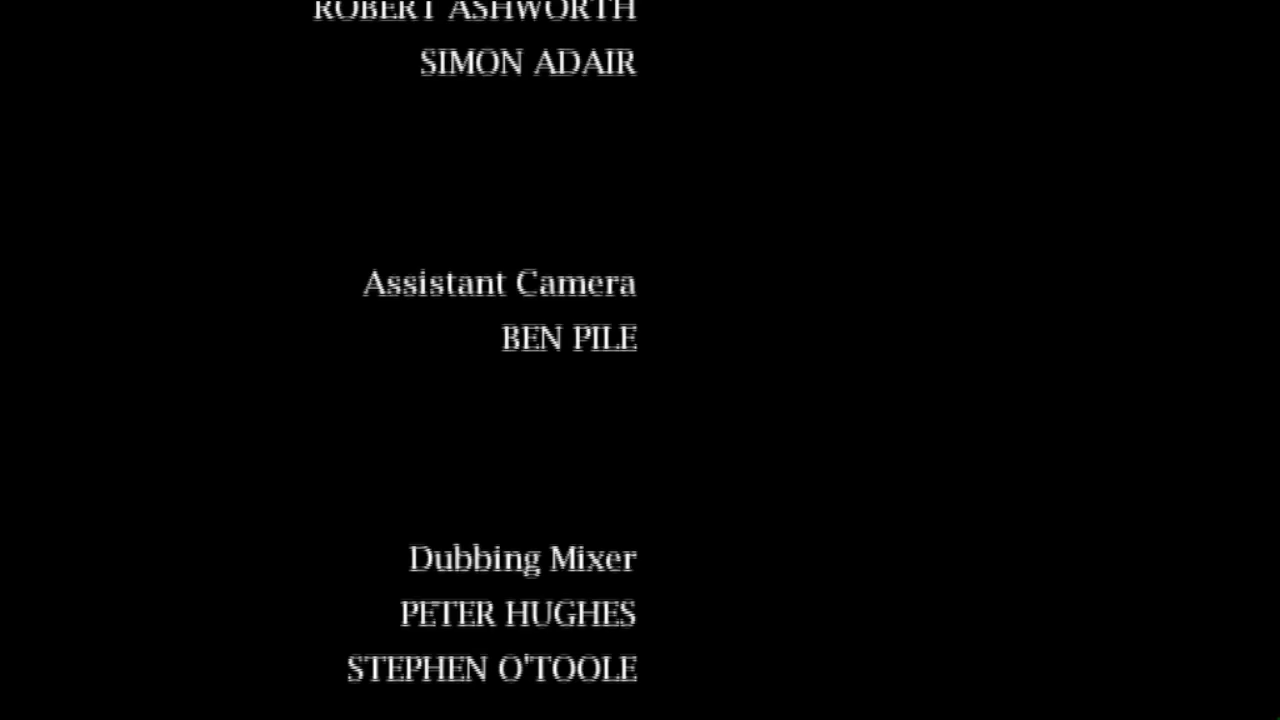 ROBERT ASHWORTH
SIMON ADAIR
Assistant Camera
BEN PILE
Dubbing Mixer
PETER HUGHES
STEPHEN O'TOOLE